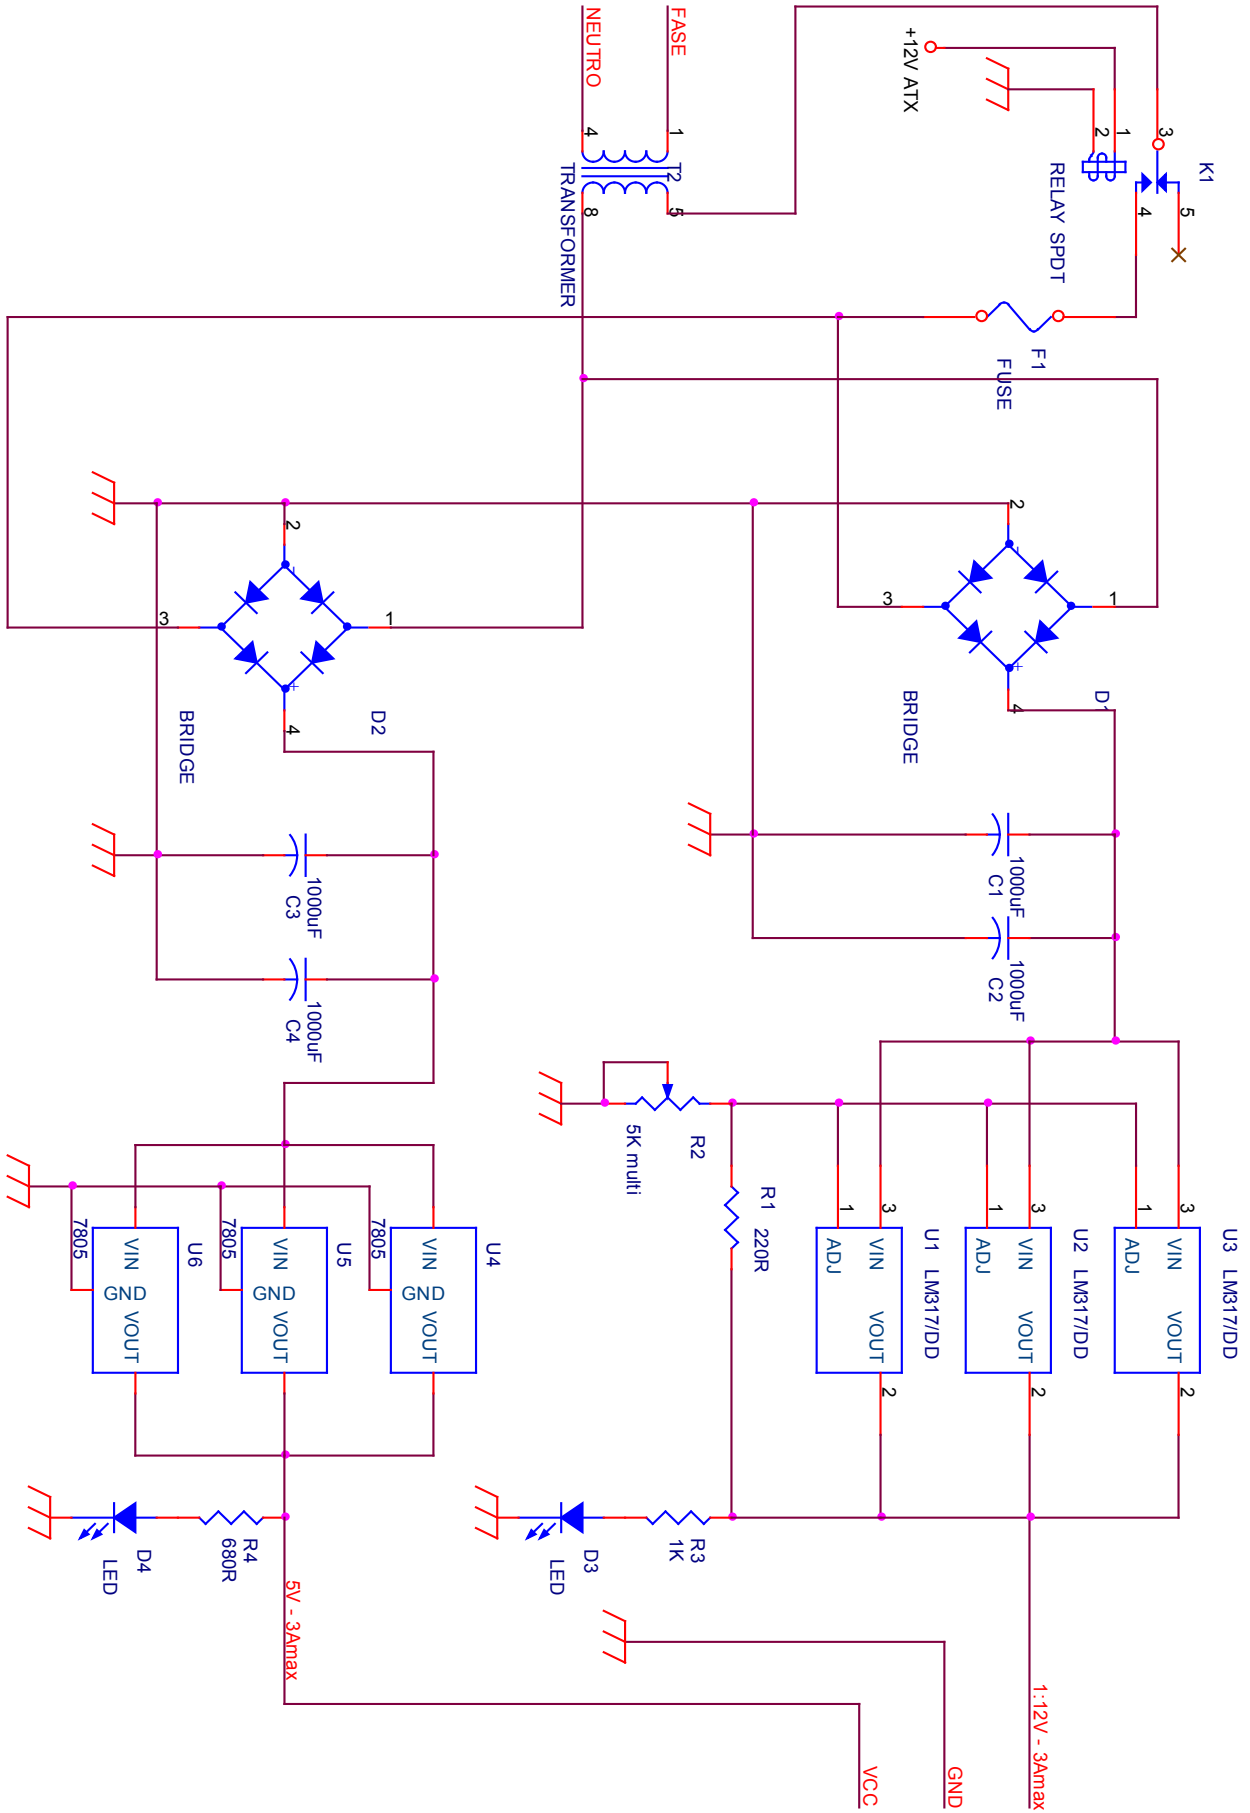 NEUTRO
FASE
+12V ATX
3
1
2
K1
RELAY SPDT
5
4
1
4
T2
5
8
TRANSFORMER
F1
FUSE
2
-
3
1
+
4
D1
BRIDGE
2
-
3
1
+
4
D2
BRIDGE
1000uF
C1
1000uF
C2
1000uF
C3
1000uF
C4
R2
5K multi
R1
220R
U3 LM317/DD
3
1
VIN
ADJ
VOUT
2
U2 LM317/DD
3
1
VIN
ADJ
VOUT
2
U1 LM317/DD
3
1
VIN
ADJ
VOUT
2
U4
7805
VIN
GND
VOUT
U5
7805
VIN
GND
VOUT
U6
7805
VIN
GND
VOUT
R3
1K
D3
LED
R4
680R
D4
LED
5V - 3Amax
1:12V - 3Amax
GND
VCC